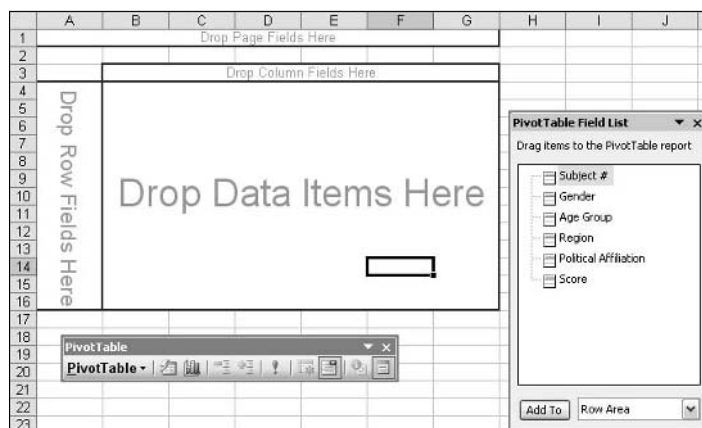 A B C D E F G H I J
1 Drop Page Fields Here
2
3 Drop Column Fields Here
4
5
6
7
8
9
10
11
12
13
14
15
16
17
18
19
20
21
22
23
Drop Row Fields Here
Drop Data Items Here
PivotTable Field List
Drag items to the PivotTable report
Subject #
Gender
Age Group
Region
Political Affiliation
Score
Add To Row Area
PivotTable
PivotTable